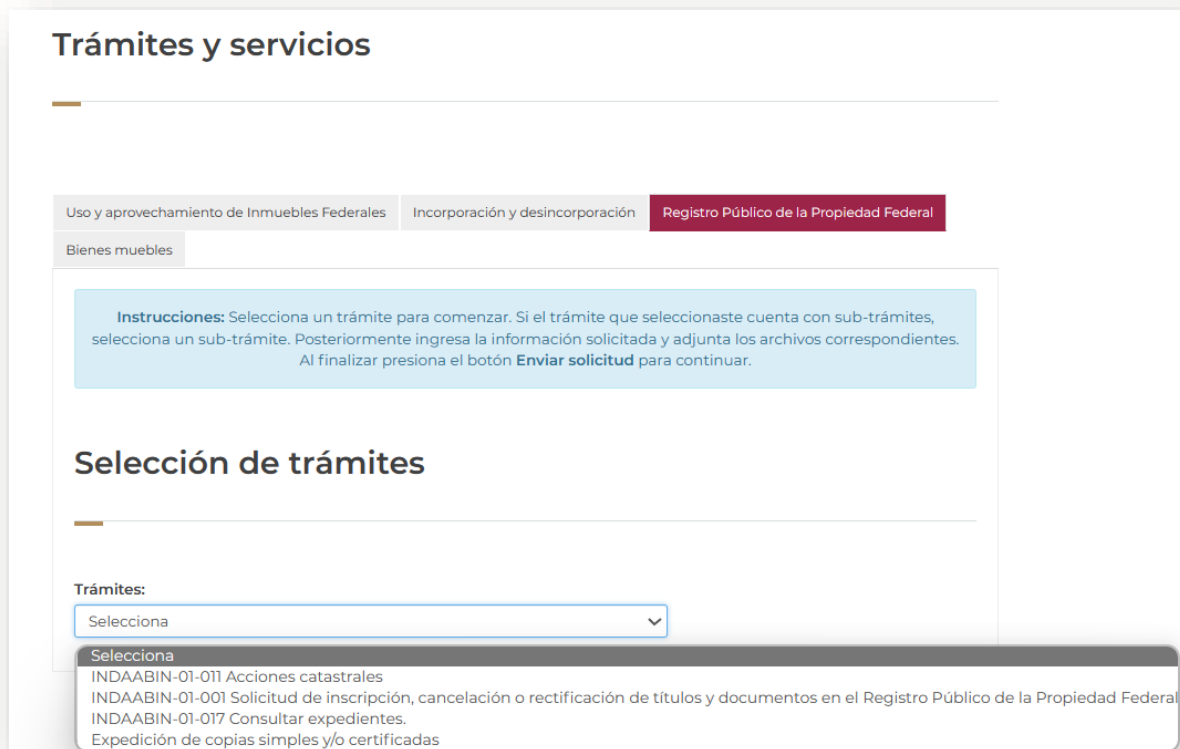 Trámites y servicios
Uso y aprovechamiento de Inmuebles Federales
Incorporación y desincorporación
Registro Público de la Propiedad Federal
Bienes muebles
Instrucciones: Selecciona un trámite para comenzar. Si el trámite que seleccionaste cuenta con sub-trámites,
selecciona un sub-trámite. Posteriormente ingresa la información solicitada y adjunta los archivos correspondientes.
Al finalizar presiona el botón Enviar solicitud para continuar.
Selección de trámites
Trámites:
Selecciona
Selecciona
INDAABIN-01-011 Acciones catastrales
INDAABIN-01-001 Solicitud de inscripción, cancelación o rectificación de títulos y documentos en el Registro Público de la Propiedad Federal
INDAABIN-01-017 Consultar expedientes.
Expedición de copias simples y/o certificadas